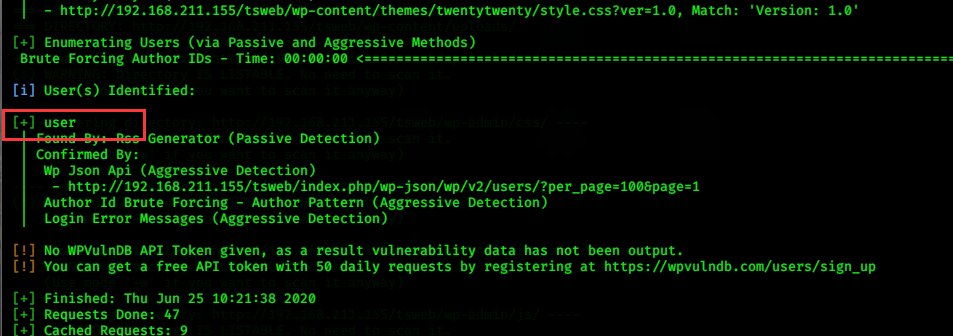 | - http://192.168.211.155/tsweb/wp-content/themes/twentytwenty/style.css?ver=1.0, Match: 'Version: 1.0'
[+] Enumerating Users (via Passive and Aggressive Methods)
Brute Forcing Author IDs - Time: 00:00:00 <=====================================================================
[i] User(s) Identified:
[+] user
| Found By: Rss Generator (Passive Detection)
| Confirmed By:
| Wp Json Api (Aggressive Detection)
| - http://192.168.211.155/tsweb/index.php/wp-json/wp/v2/users/?per_page=100&page=1
| Author Id Brute Forcing - Author Pattern (Aggressive Detection)
| Login Error Messages (Aggressive Detection)
[!] No WPVulnDB API Token given, as a result vulnerability data has not been output.
[!] You can get a free API token with 50 daily requests by registering at https://wpvulndb.com/users/sign_up
[+] Finished: Thu Jun 25 10:21:38 2020
[+] Requests Done: 47
[+] Cached Requests: 9